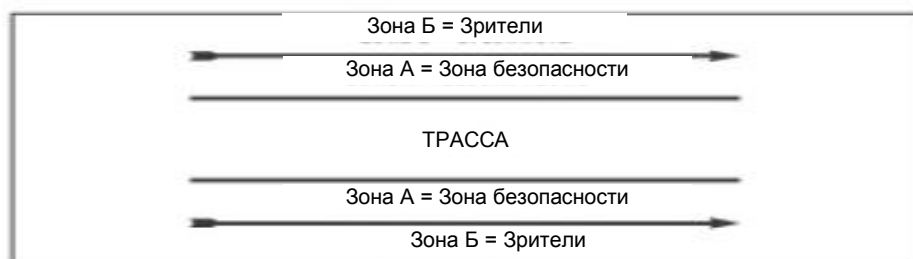 Зона Б = Зрители
Зона А = Зона безопасности
ТРАССА
Зона А = Зона безопасности
Зона Б = Зрители